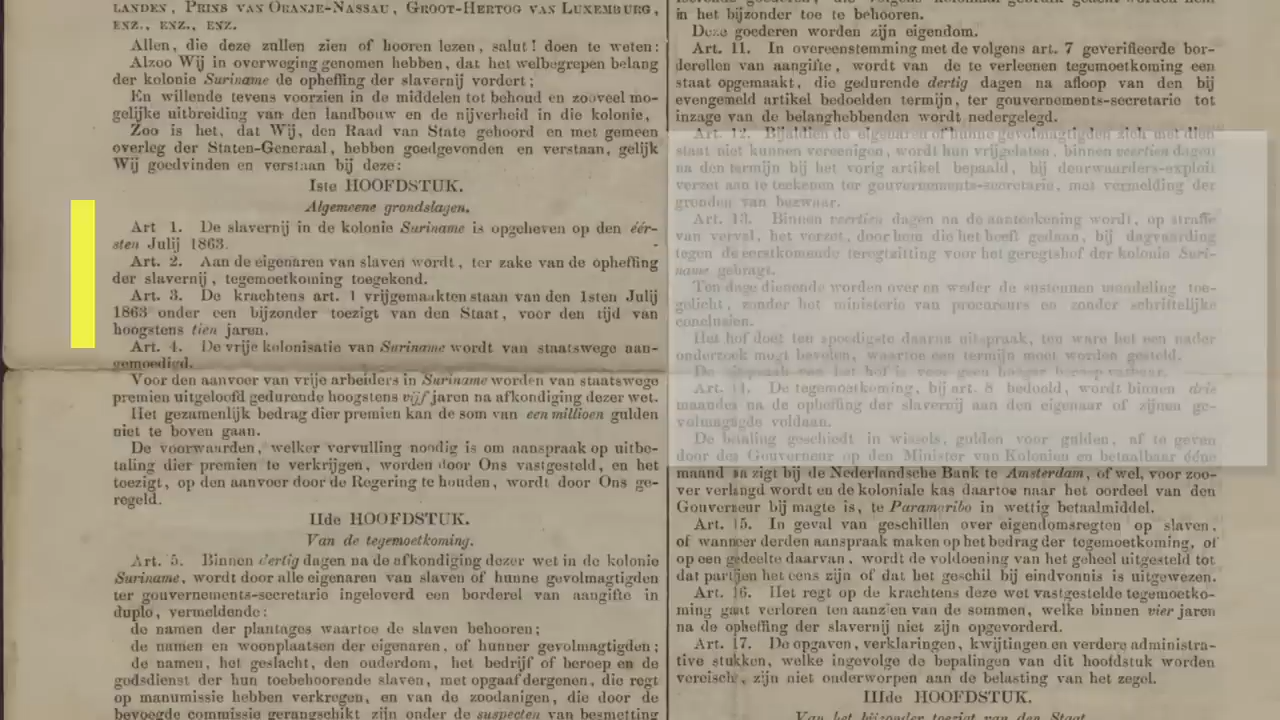 LANDEN, PRINS VAN ORANJE-NASSAU, GROOT-HERTOG VAN LUXEMBURG,
ENZ., ENZ., ENZ.
Allen, die deze zullen zien of hooren lezen, salut! doen te weten:
Alzoo Wij in overweging genomen hebben, dat het welbegrepen belang
der kolonie Suriname de opheffing der slavernij vordert;
En willende tevens voorzien in de middelen tot behoud en zooveel mo-
gelijke uitbreiding van den landbouw en de nijverheid in die kolonie,
Zoo is het, dat Wij, den Raad van State gehoord en met gemeen
overleg der Staten-Generaal, hebben goedgevonden en verstaan, gelijk
Wij goedvinden en verstaan bij deze:
Iste HOOFDSTUK.
Algemeene grondslagen.
Art 1. De slavernij in de kolonie Suriname is opgeheven op den éér-
sten Julij 1863.
Art. 2. Aan de eigenaren van slaven wordt, ter zake van de opheffing
der slavernij, tegemoetkoming toegekend.
Art. 3. De krachtens art. 1 vrijgemaakten staan van den 1sten Julij
1863 onder een bijzonder toezigt van den Staat, voor den tijd van
hoogstens tien jaren.
Art. 4. De vrije kolonisatie van Suriname wordt van staatswege aan-
gemoedigd.
Voor den aanvoer van vrije arbeiders in Suriname worden van staatswege
premien uitgeloofd gedurende hoogstens vijf jaren na afkondiging dezer wet.
Het gezamenlijk bedrag dier premien kan de som van een millioen gulden
niet te boven gaan.
De voorwaarden, welker vervulling noodig is om aanspraak op uitbe-
taling dier premien te verkrijgen, worden door Ons vastgesteld, en het
toezigt, op den aanvoer door de Regering te houden, wordt door Ons ge-
regeld.
IIde HOOFDSTUK.
Van de tegemoetkoming.
Art. 5. Binnen dertig dagen na de afkondiging dezer wet in de kolonie
Suriname, wordt door alle eigenaren van slaven of hunne gevolmagtigden
ter gouvernements-secretarie ingeleverd een borderel van aangifte in
duplo, vermeldende:
de namen der plantages waartoe de slaven behooren;
de namen en woonplaatsen der eigenaren, of hunner gevolmagtigden;
de namen, het geslacht, den ouderdom, het bedrijf of beroep en de
godsdienst der hun toebehoorende slaven, met opgaaf dergenen, die regt
op manumissie hebben verkregen, en van de zoodanigen, die door de
bevoegde commissie gerangschikt zijn onder de suspecten van besmetting
in het bijzonder toe te behooren.
Deze goederen worden zijn eigendom.
Art. 11. In overeenstemming met de volgens art. 7 geverifieerde bor-
derellen van aangifte, wordt van de te verleenen tegemoetkoming een
staat opgemaakt, die gedurende dertig dagen na afloop van den bij
evengemeld artikel bedoelden termijn, ter gouvernements-secretarie tot
inzage van de belanghebbenden wordt nedergelegd.
Art. 12. Bijaldien de eigenaren of hunne gevolmagtigden zich met dien
staat niet kunnen vereenigen, wordt hun vrijgelaten, binnen veertien dagen
na den termijn bij het vorig artikel bepaald, bij deurwaarders-exploit
verzet aan te teekenen ter gouvernements-secretarie, met vermelding der
gronden van bezwaar.
Art. 13. Binnen veertien dagen na de aanteekening wordt, op straffe
van verval, het verzet, door hem die het heeft gedaan, bij dagvaarding
tegen de eerstkomende teregtzitting voor het geregtshof der kolonie Suri-
name gebragt.
Ten dage dienende worden over en weder de sustenuen mondeling toe-
gelicht, zonder het ministerie van procureurs en zonder schriftelijke
conclusien.
Het hof doet ten spoedigste daarna uitspraak, ten ware het een nader
onderzoek mogt bevelen, waartoe een termijn moet worden gesteld.
De uitspraak van het hof is voor geen hooger beroep vatbaar.
Art. 14. De tegemoetkoming, bij art. 8 bedoeld, wordt binnen drie
maanden na de opheffing der slavernij aan den eigenaar of zijnen ge-
volmagtigde voldaan.
De betaling geschiedt in wissels, gulden voor gulden, af te geven
door den Gouverneur op den Minister van Kolonien en betaalbaar ééne
maand na zigt bij de Nederlandsche Bank te Amsterdam, of wel, voor zoo-
ver verlangd wordt en de koloniale kas daartoe naar het oordeel van den
Gouverneur bij magte is, te Paramaribo in wettig betaalmiddel.
Art. 15. In geval van geschillen over eigendomsregten op slaven,
of wanneer derden aanspraak maken op het bedrag der tegemoetkoming, of
op een gedeelte daarvan, wordt de voldoening van het geheel uitgesteld tot
dat partijen het eens zijn of dat het geschil bij eindvonnis is uitgewezen.
Art. 16. Het regt op de krachtens deze wet vastgestelde tegemoetko-
ming gaat verloren ten aanzien van de sommen, welke binnen vier jaren
na de opheffing der slavernij niet zijn opgevorderd.
Art. 17. De opgaven, verklaringen, kwijtingen en verdere administra-
tive stukken, welke ingevolge de bepalingen van dit hoofdstuk worden
vereischt, zijn niet onderworpen aan de belasting van het zegel.
IIIde HOOFDSTUK.
Van het bijzonder toezigt van den Staat.